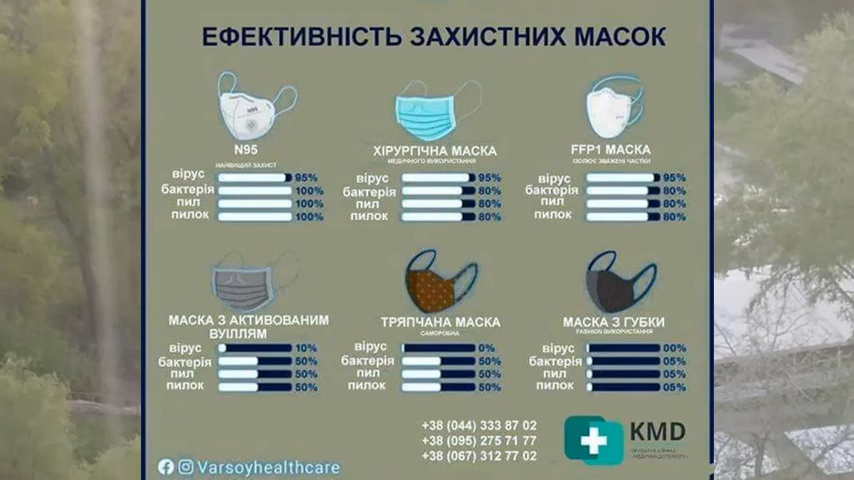 ЕФЕКТИВНІСТЬ ЗАХИСТНИХ МАСОК
N95
N95
НАЙВИЩИЙ ЗАХИСТ
вірус 95%
бактерія 100%
пил 100%
пилок 100%
ХІРУРГІЧНА МАСКА
МЕДИЧНОГО ВИКОРИСТАННЯ
вірус 95%
бактерія 80%
пил 80%
пилок 80%
FFP1 МАСКА
ІЗОЛЮЄ ЗВАЖЕНІ ЧАСТКИ
вірус 95%
бактерія 80%
пил 80%
пилок 80%
МАСКА З АКТИВОВАНИМ
ВУІЛЛЯМ
вірус 10%
бактерія 50%
пил 50%
пилок 50%
ТРЯПЧАНА МАСКА
САМОРОБНА
вірус 0%
бактерія 50%
пил 50%
пилок 50%
МАСКА З ГУБКИ
FASHION ВИКОРИСТАННЯ
вірус 00%
бактерія 05%
пил 05%
пилок 05%
+38 (044) 333 87 02
+38 (095) 275 71 77
+38 (067) 312 77 02
KMD
Varsoyhealthcare